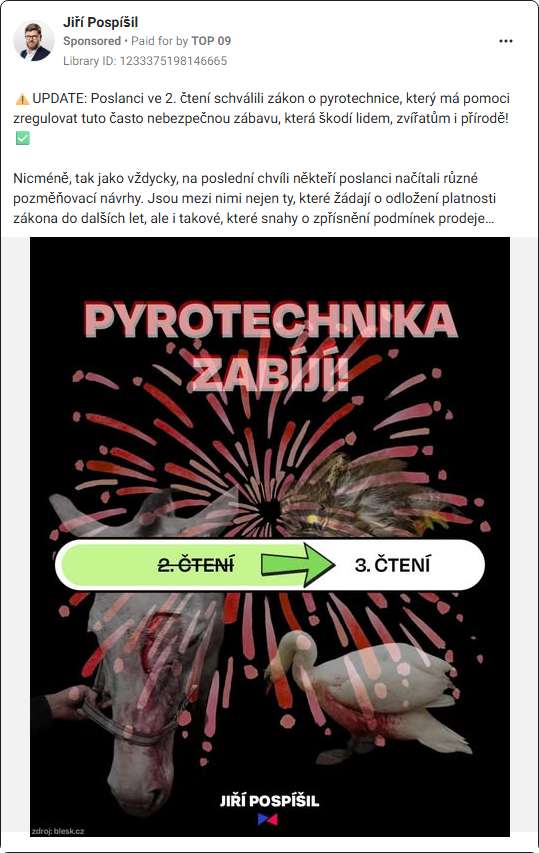 Jiří Pospíšil
Sponsored • Paid for by TOP 09
Library ID: 1233375198146665
⚠️UPDATE: Poslanci ve 2. čtení schválili zákon o pyrotechnice, který má pomoci
zregulovat tuto často nebezpečnou zábavu, která škodí lidem, zvířatům i přírodě!
✅
Nicméně, tak jako vždycky, na poslední chvíli někteří poslanci načítali různé
pozměňovací návrhy. Jsou mezi nimi nejen ty, které žádají o odložení platnosti
zákona do dalších let, ale i takové, které snahy o zpřísnění podmínek prodeje...
PYROTECHNIKA
ZABÍJÍ!
2. ČTENÍ 3. ČTENÍ
JIŘÍ POSPÍŠIL
zdroj: blesk.cz